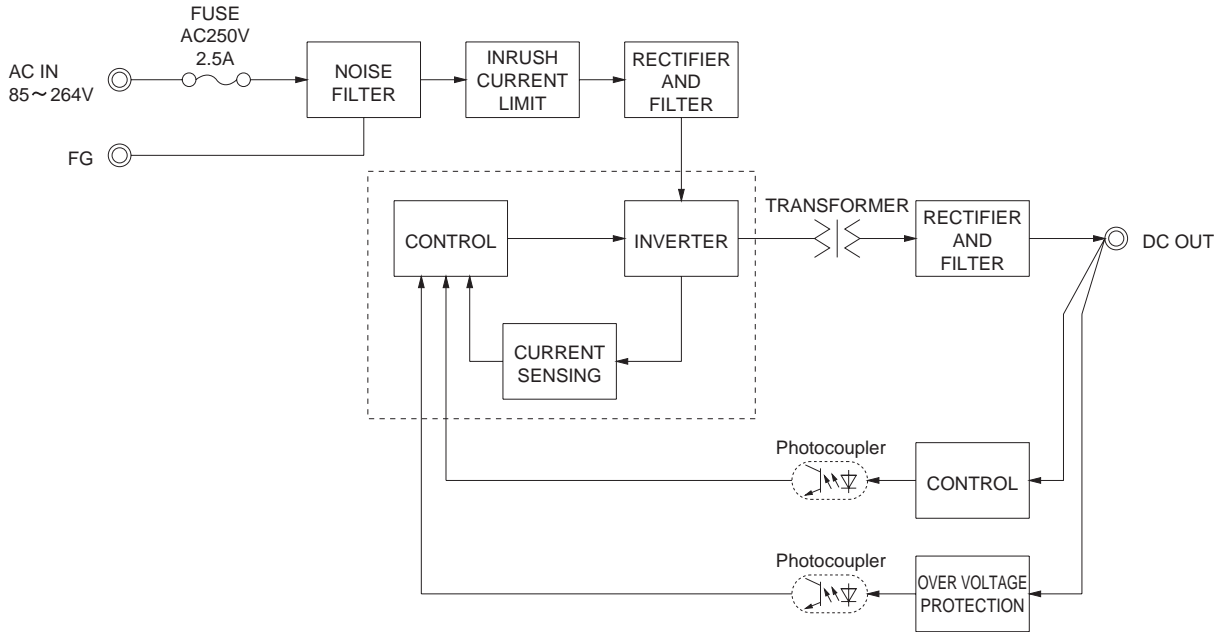 FUSE
AC250V
2.5A
AC IN
85～264V
NOISE
FILTER
INRUSH
CURRENT
LIMIT
RECTIFIER
AND
FILTER
FG
CONTROL
INVERTER
TRANSFORMER
RECTIFIER
AND
FILTER
DC OUT
CURRENT
SENSING
Photocoupler
CONTROL
Photocoupler
OVER VOLTAGE
PROTECTION